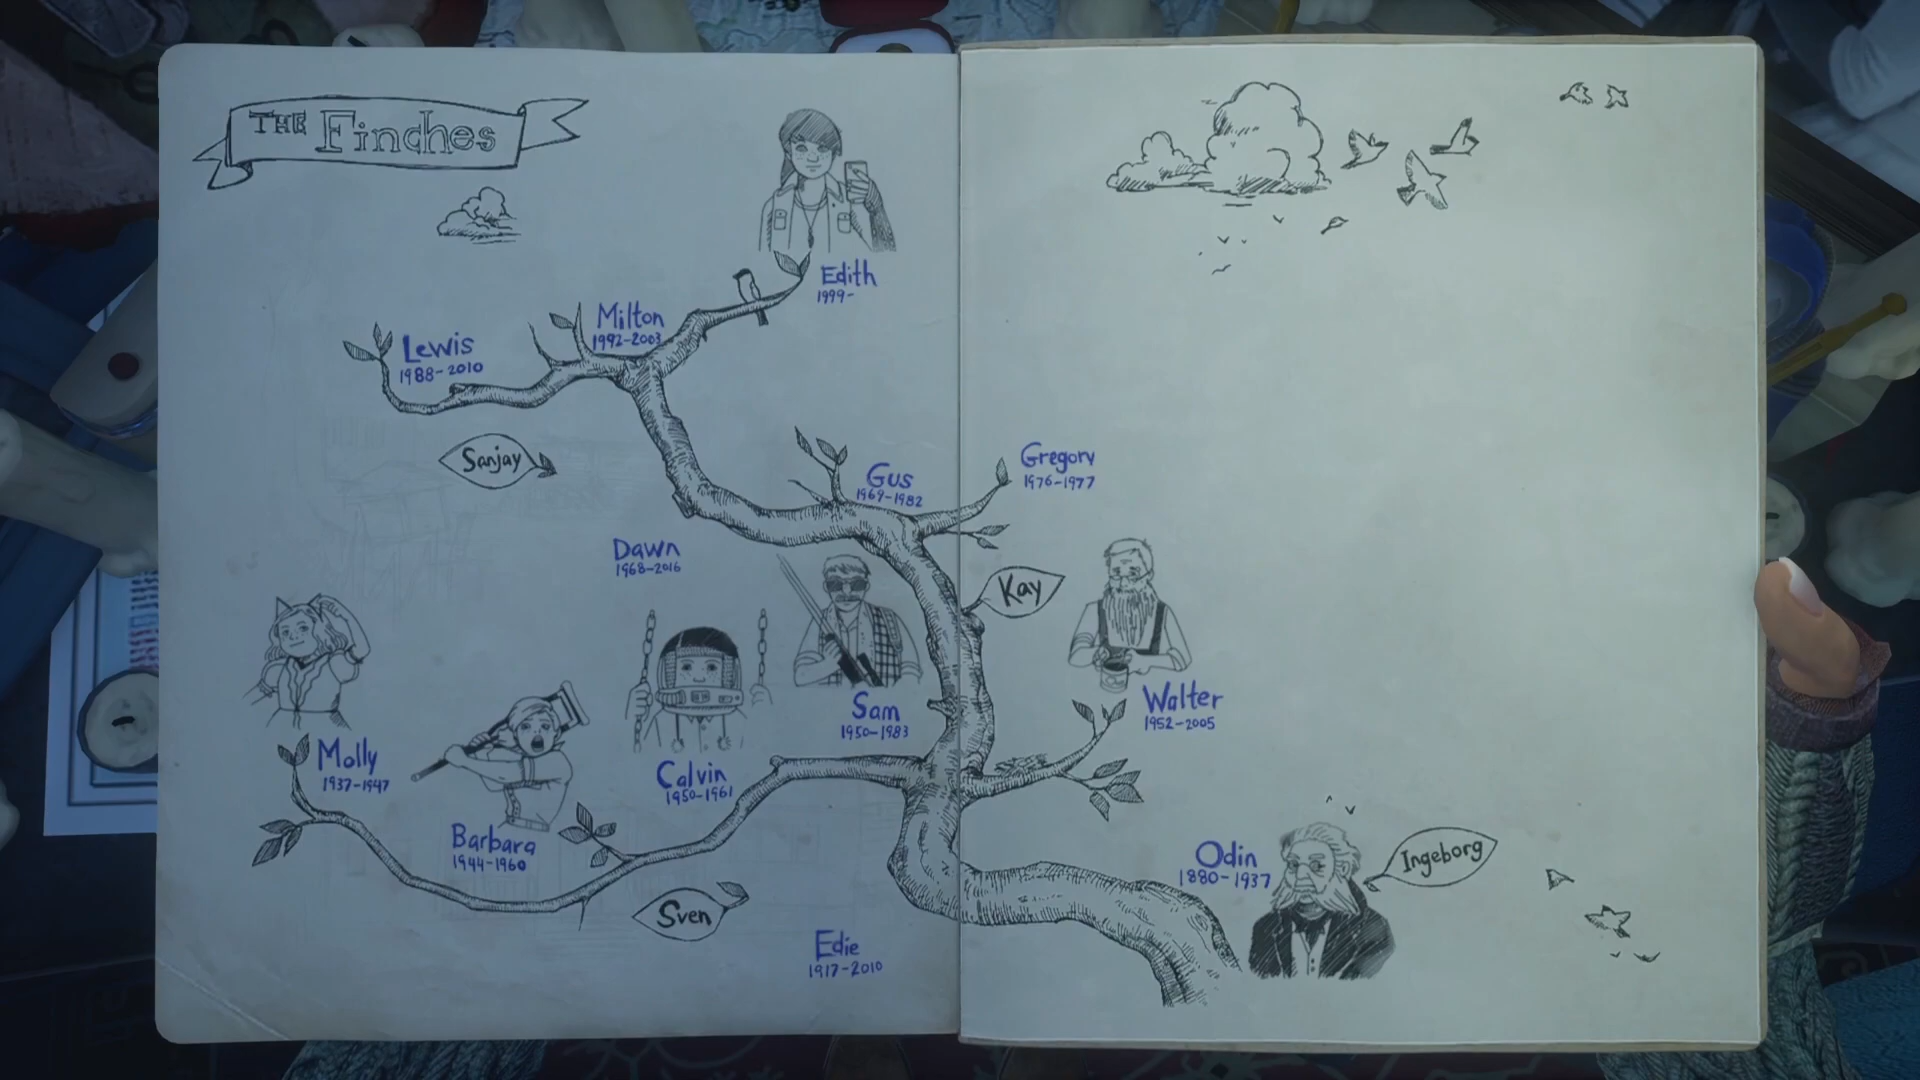 THE Finches
Edith
1999-
Milton
1992-2003
Lewis
1988-2010
Sanjay
Gus
1969-1982
Gregory
1976-1977
Dawn
1968-2016
Kay
Sam
1950-1983
Walter
1952-2005
Molly
1937-1947
Calvin
1950-1961
Barbara
1944-1960
Sven
Edie
1917-2010
Odin
1880-1937
Ingeborg